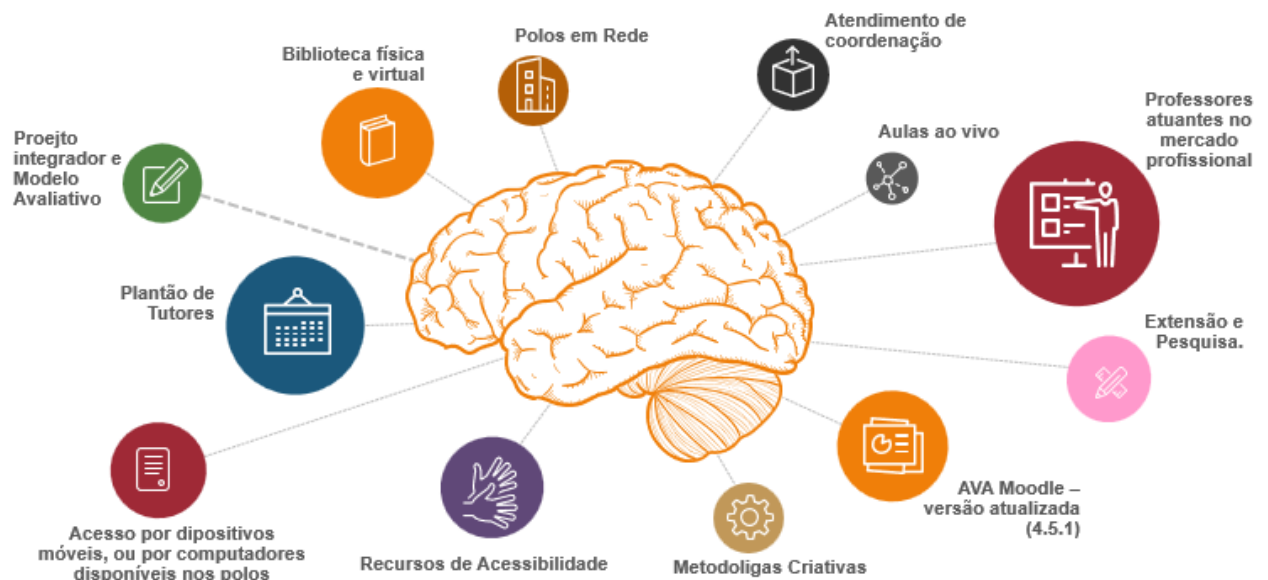 Atendimento de
coordenação
Polos em Rede
Biblioteca física
e virtual
Professores
atuantes no
mercado
profissional
Aulas ao vivo
Proejto
integrador e
Modelo
Avaliativo
Plantão de
Tutores
Extensão e
Pesquisa.
AVA Moodle –
versão atualizada
(4.5.1)
Acesso por dipositivos
móveis, ou por computadores
disponíveis nos polos
Recursos de Acessibilidade
Metodoligas Criativas